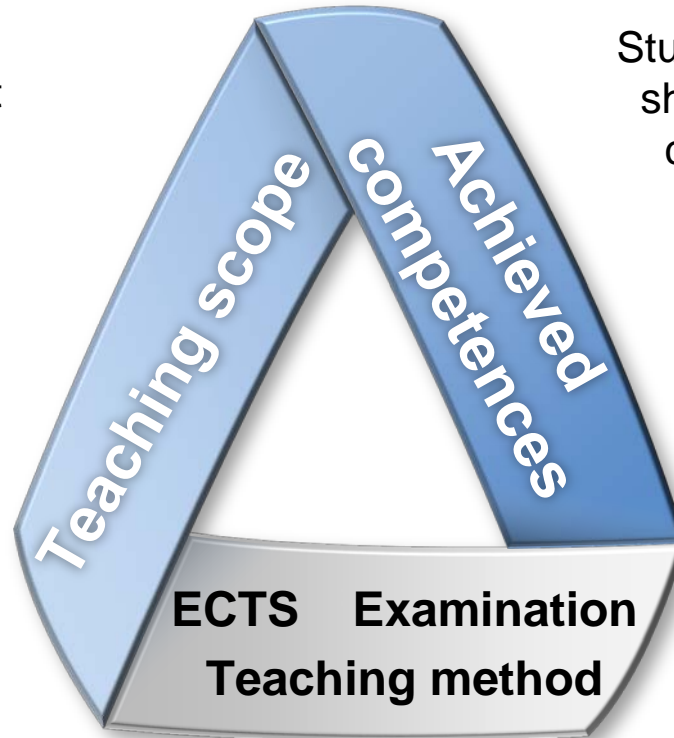 Teaching scope
Achieved
competences
ECTS Examination
Teaching method